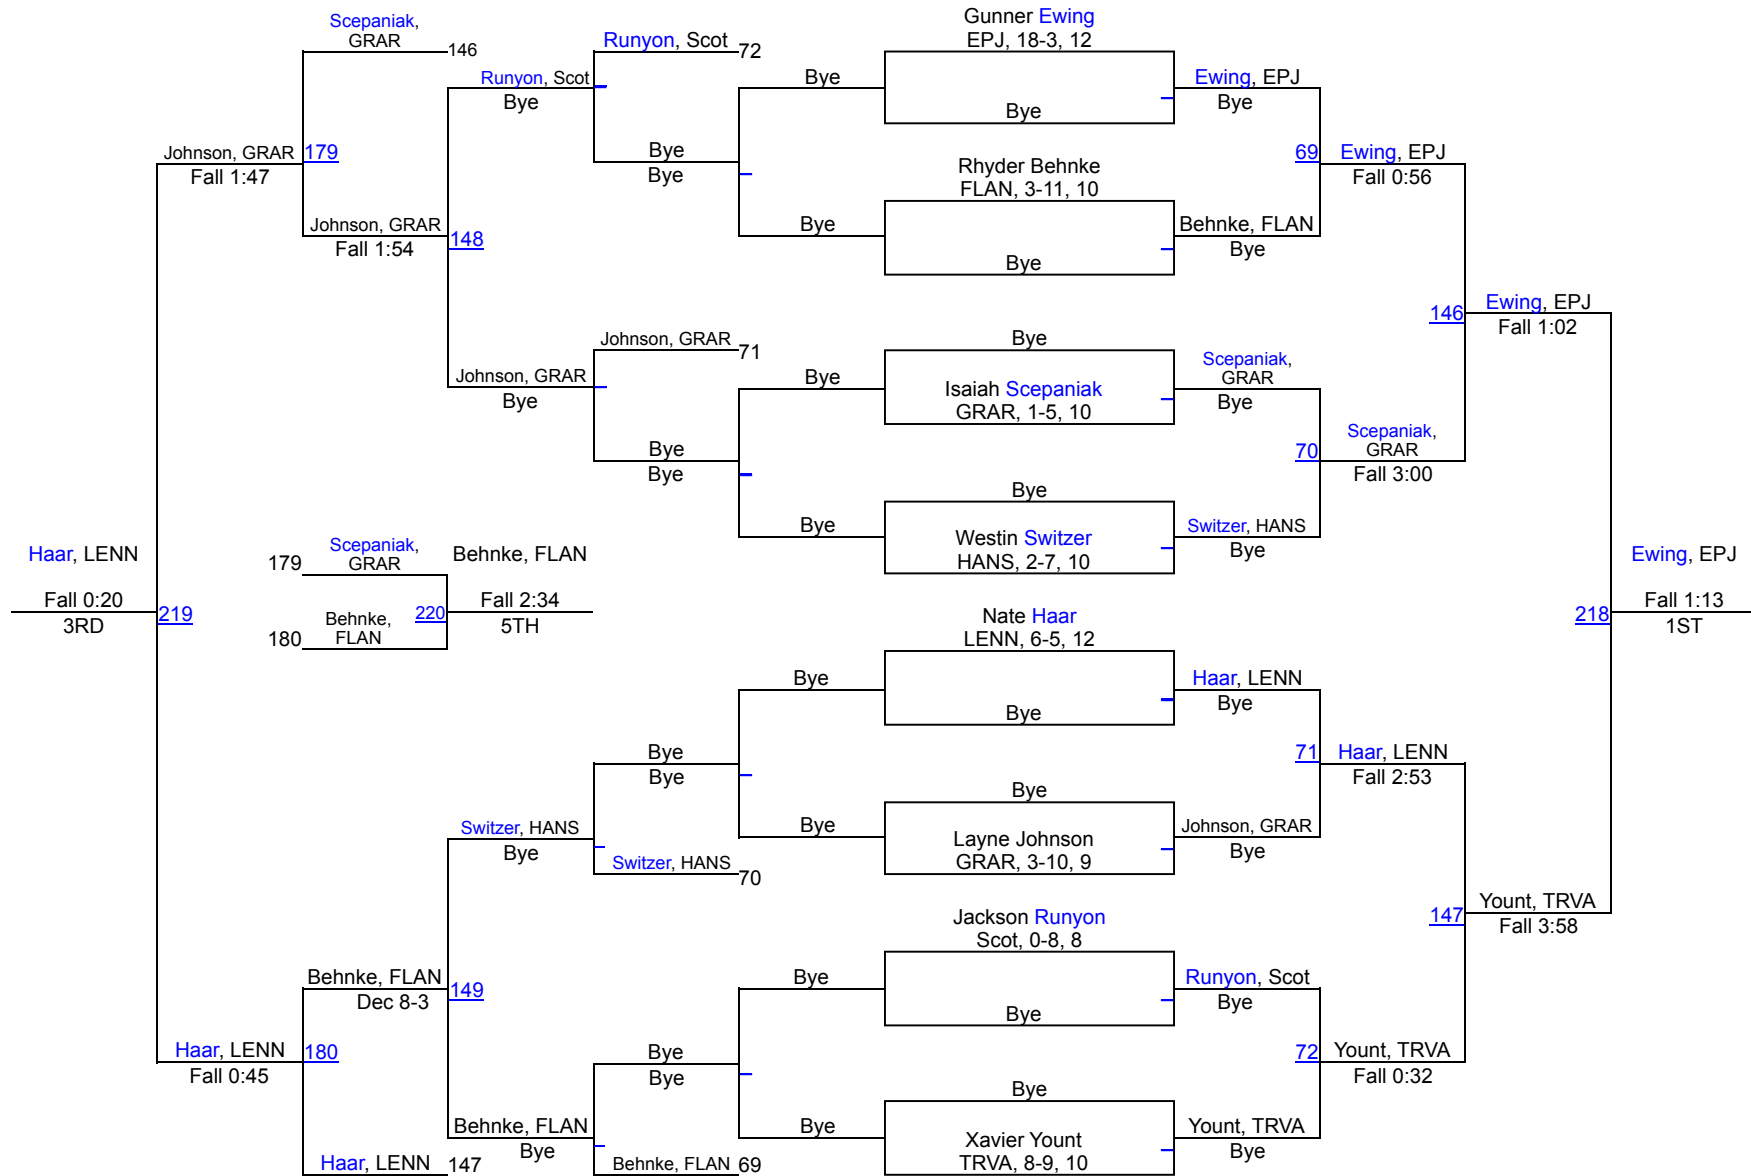 Scepaniak,
GRAR
146
Runyon, Scot
72
Gunner Ewing
EPJ, 18-3, 12
Runyon, Scot
Bye
Bye
Bye
Ewing, EPJ
Bye
Johnson, GRAR
179
Fall 1:47
Bye
Bye
Rhyder Behnke
FLAN, 3-11, 10
69
Ewing, EPJ
Fall 0:56
Johnson, GRAR
148
Fall 1:54
Bye
Bye
Behnke, FLAN
Bye
146
Ewing, EPJ
Fall 1:02
Johnson, GRAR
71
Bye
Johnson, GRAR
Bye
Bye
Isaiah Scepaniak
GRAR, 1-5, 10
Scepaniak,
GRAR
Bye
Bye
Bye
70
Scepaniak,
GRAR
Fall 3:00
Bye
Bye
Westin Switzer
HANS, 2-7, 10
Switzer, HANS
Bye
Haar, LENN
Fall 0:20
3RD
219
179
Scepaniak,
GRAR
180
Behnke,
FLAN
220
Behnke, FLAN
Fall 2:34
5TH
Ewing, EPJ
218
Fall 1:13
1ST
Nate Haar
LENN, 6-5, 12
Bye
Bye
Haar, LENN
Bye
Bye
Bye
71
Haar, LENN
Fall 2:53
Switzer, HANS
Bye
Bye
Bye
Layne Johnson
GRAR, 3-10, 9
Johnson, GRAR
Bye
Switzer, HANS
70
Jackson Runyon
Scot, 0-8, 8
147
Yount, TRVA
Fall 3:58
Behnke, FLAN
149
Dec 8-3
Bye
Bye
Runyon, Scot
Bye
Haar, LENN
180
Fall 0:45
Bye
Bye
72
Yount, TRVA
Fall 0:32
Behnke, FLAN
Bye
Bye
Bye
Xavier Yount
TRVA, 8-9, 10
Yount, TRVA
Bye
Haar, LENN
147
Behnke, FLAN
69